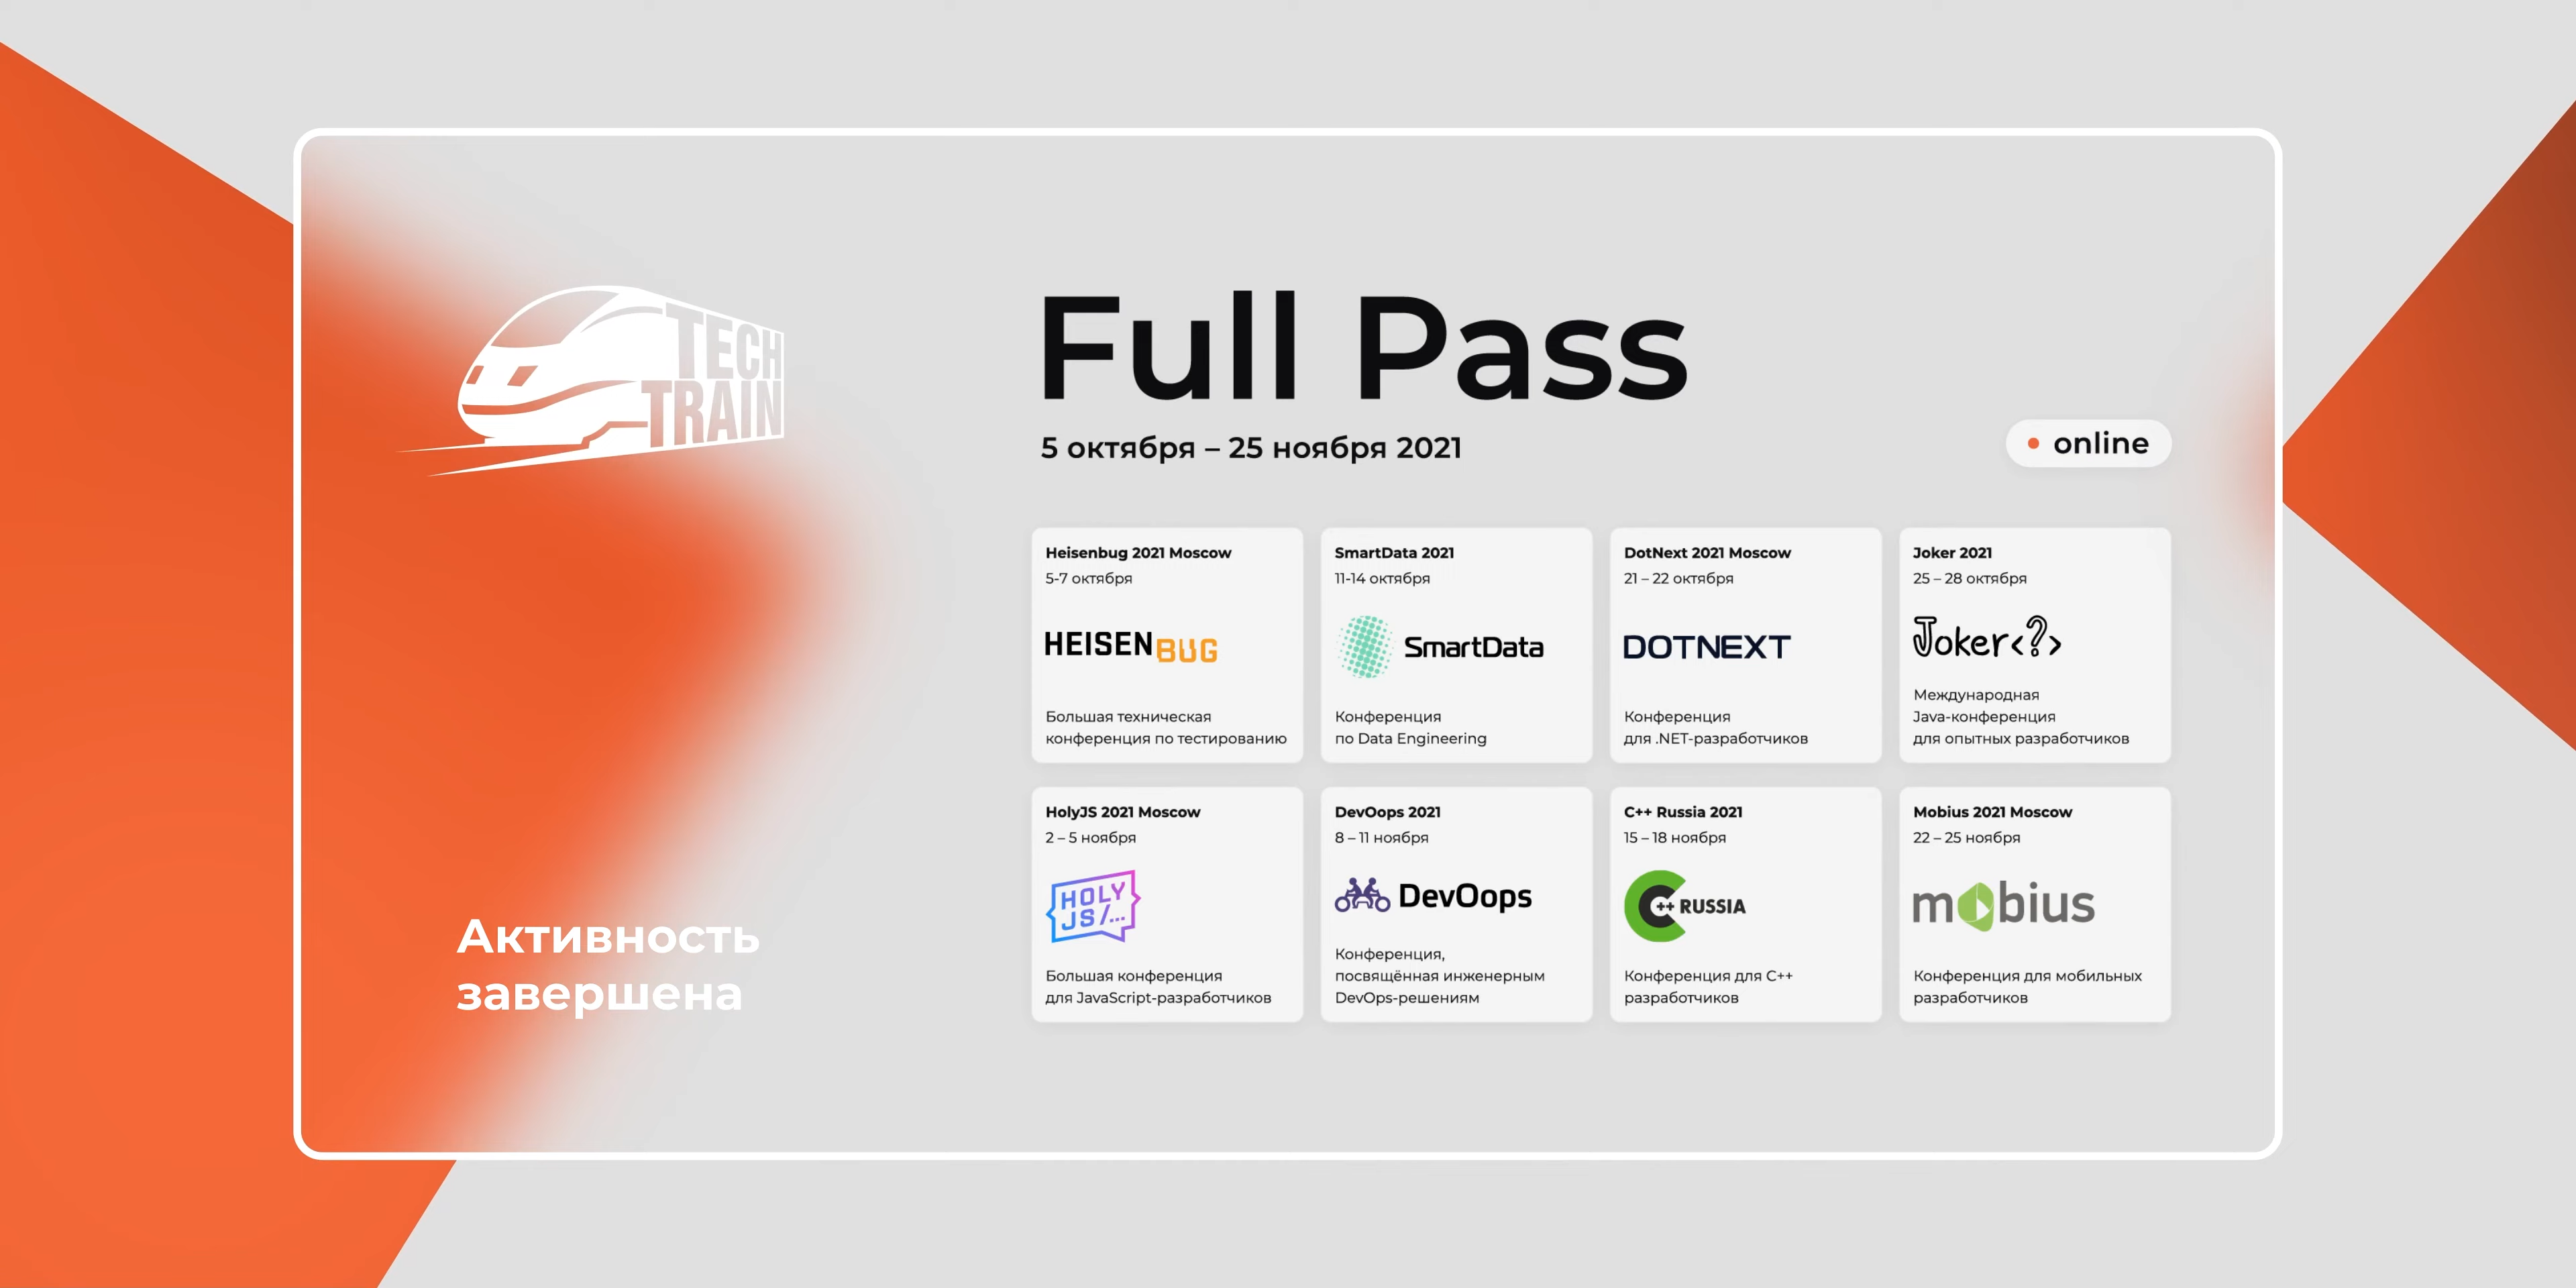 TECH
TRAIN
Активность
завершена
Full Pass
5 октября – 25 ноября 2021
online
Heisenbug 2021 Moscow
5-7 октября
HEISENBUG
Большая техническая
конференция по тестированию
SmartData 2021
11-14 октября
SmartData
Конференция
по Data Engineering
DotNext 2021 Moscow
21 – 22 октября
DOTNEXT
Конференция
для .NET-разработчиков
Joker 2021
25 – 28 октября
Joker<?>
Международная
Java-конференция
для опытных разработчиков
HolyJS 2021 Moscow
2 – 5 ноября
HOLY
JS/...
Большая конференция
для JavaScript-разработчиков
DevOops 2021
8 – 11 ноября
DevOops
Конференция,
посвящённая инженерным
DevOps-решениям
C++ Russia 2021
15 – 18 ноября
C++ RUSSIA
Конференция для C++
разработчиков
Mobius 2021 Moscow
22 – 25 ноября
mobius
Конференция для мобильных
разработчиков